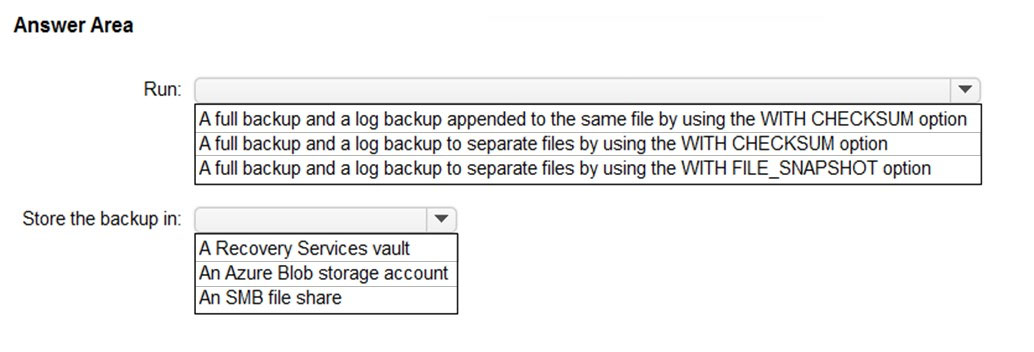 Answer Area
Run:
A full backup and a log backup appended to the same file by using the WITH CHECKSUM option
A full backup and a log backup to separate files by using the WITH CHECKSUM option
A full backup and a log backup to separate files by using the WITH FILE_SNAPSHOT option
Store the backup in:
A Recovery Services vault
An Azure Blob storage account
An SMB file share